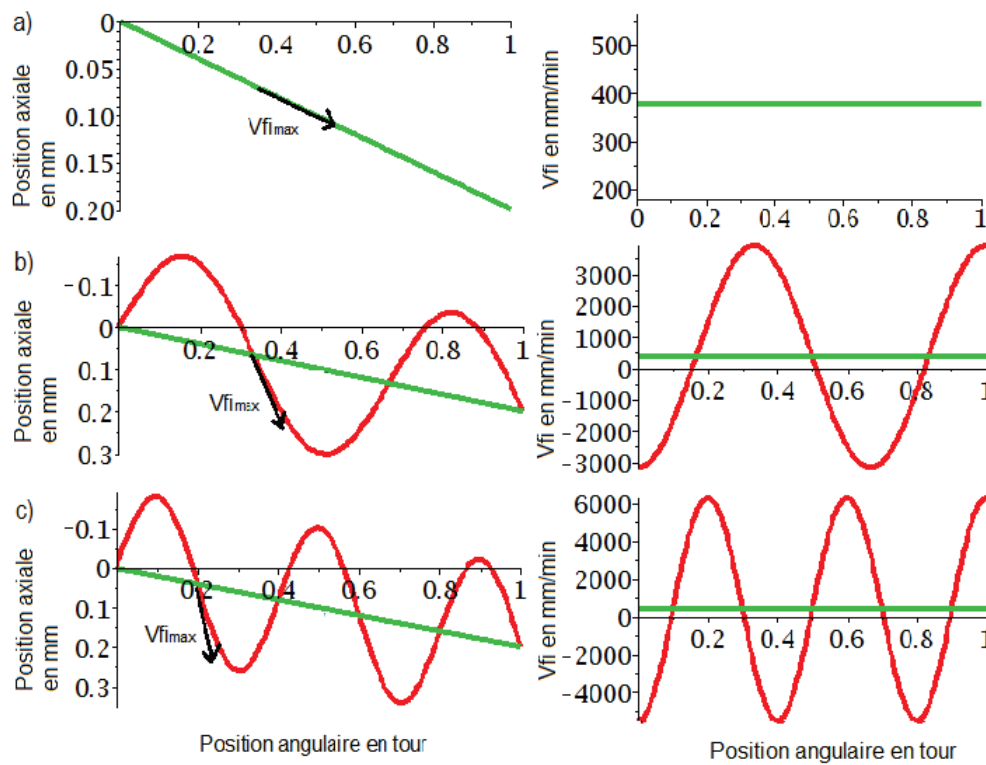 a)
0
0.05
0.10
0.15
0.20
0.2 0.4 0.6 0.8 1
Position axiale
en mm
Vfimax
500
400
300
200
0 0.2 0.4 0.6 0.8 1
Vfi en mm/min
b)
-0.1
0
0.1
0.2
0.3
0.2 0.4 0.6 0.8 1
Position axiale
en mm
Vfimax
3000
2000
1000
0
-1000
-2000
-3000
0.2 0.4 0.6 0.8 1
Vfi en mm/min
c)
-0.1
0
0.1
0.2
0.3
0.2 0.4 0.6 0.8 1
Position axiale
en mm
Vfimax
6000
4000
2000
0
-2000
-4000
0.2 0.4 0.6 0.8 1
Vfi en mm/min
Position angulaire en tour
Position angulaire en tour